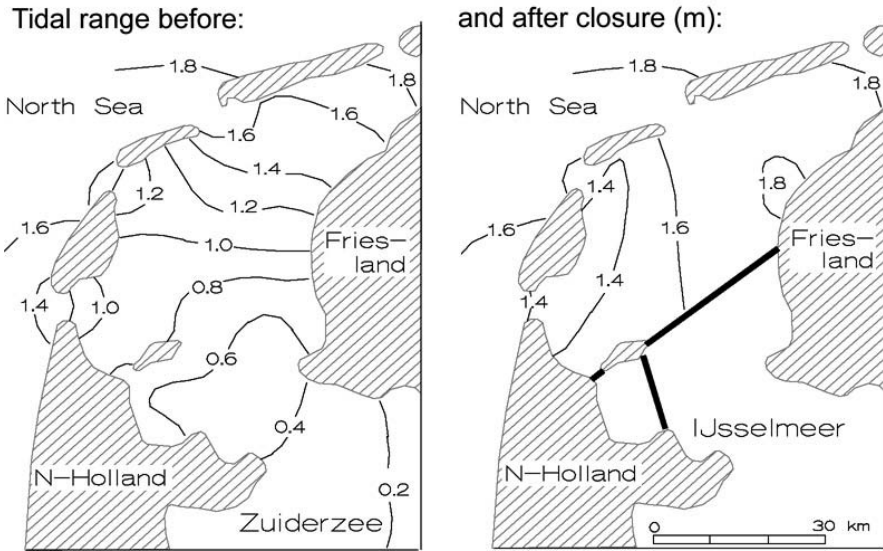 Tidal range before:
1.8
1.8
North Sea
1.6
1.6
1.4
1.2
1.2
1.6
1.0
Fries-
land
0.8
1.4
1.0
0.6
0.4
N-Holland
0.2
Zuiderzee
and after closure (m):
1.8
1.8
North Sea
1.4
1.8
1.6
1.6
Fries-
land
1.4
1.4
IJsselmeer
N-Holland
0 30 km